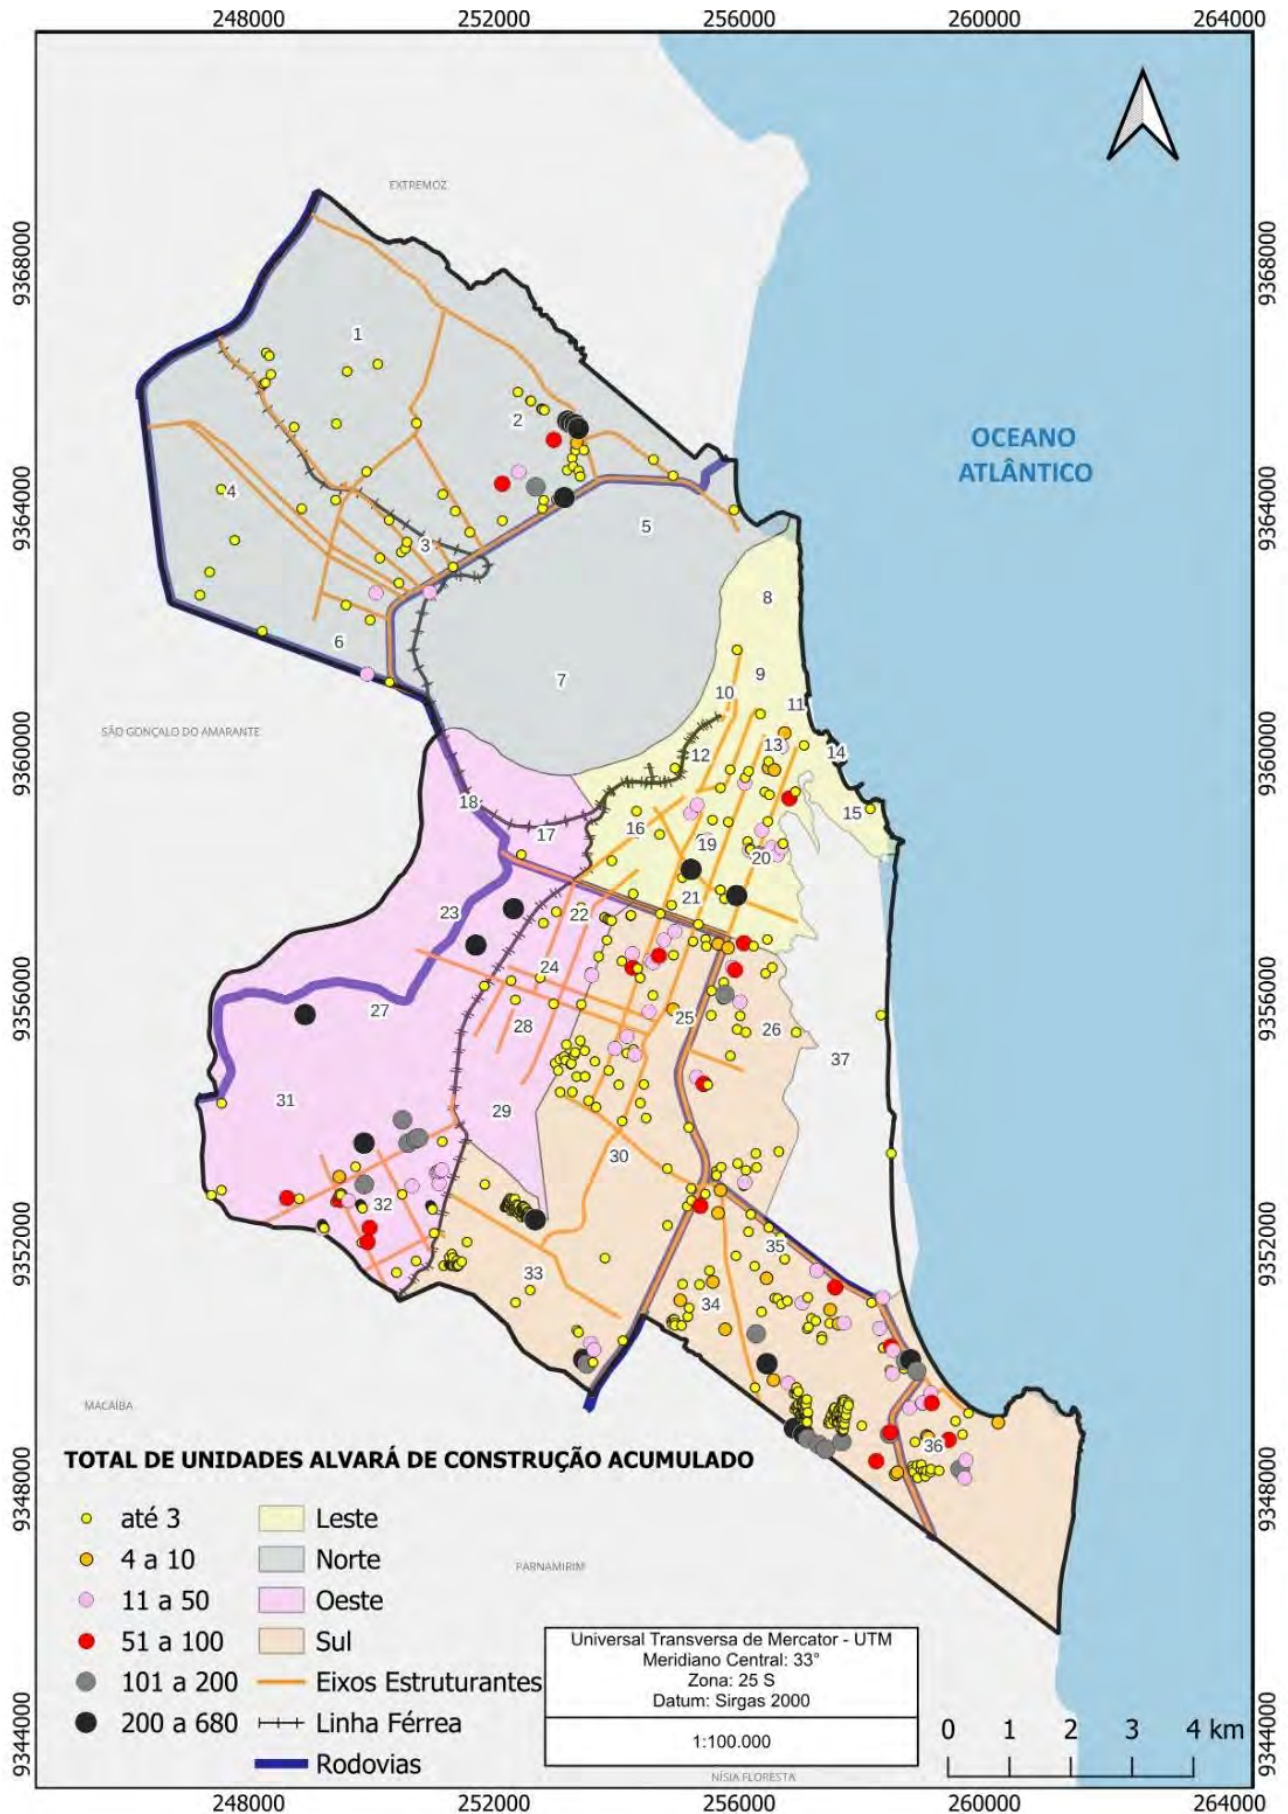 248000 252000 256000 260000 264000
EXTREMOZ
9368000 9368000
1
OCEANO
ATLÂNTICO
2
4
9364000 9364000
5
3
8
6
9
7
10
11
SÃO GONÇALO DO AMARANTE
13
9360000 9360000
12
14
18
15
16
17
19
20
21
23
22
24
9356000 9356000
27
25
28
26
37
31
29
30
32
9352000 9352000
35
33
34
MACAÍBA
36
TOTAL DE UNIDADES ALVARÁ DE CONSTRUÇÃO ACUMULADO
9348000 9348000
até 3 Leste
4 a 10 Norte
PARNAMIRIM
11 a 50 Oeste
51 a 100 Sul
101 a 200 Eixos Estruturantes
200 a 680 Linha Férrea
Rodovias
Universal Transversa de Mercator - UTM
Meridiano Central: 33°
Zona: 25 S
Datum: Sirgas 2000
1:100.000
0 1 2 3 4 km
9344000 9344000
NÍSIA FLORESTA
248000 252000 256000 260000 264000